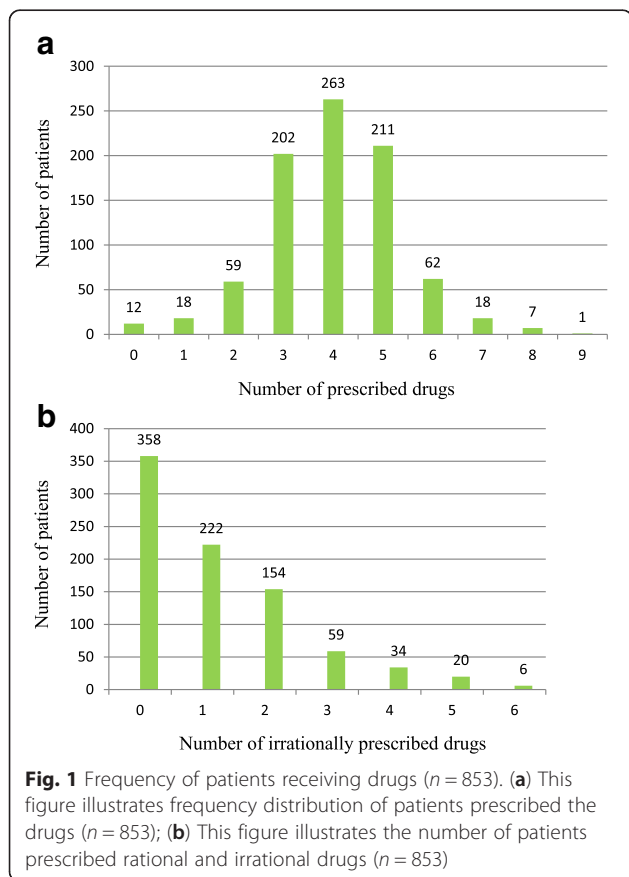 a
300
263
250
Number of patients
211
202
200
150
100
59
62
50
12
18
18
7
1
0
0 1 2 3 4 5 6 7 8 9
Number of prescribed drugs
b
400
358
350
Number of patients
300
250
222
200
154
150
100
59
50
34
20
6
0
0 1 2 3 4 5 6
Number of irrationally prescribed drugs
Fig. 1 Frequency of patients receiving drugs (n = 853). (a) This
figure illustrates frequency distribution of patients prescribed the
drugs (n = 853); (b) This figure illustrates the number of patients
prescribed rational and irrational drugs (n = 853)